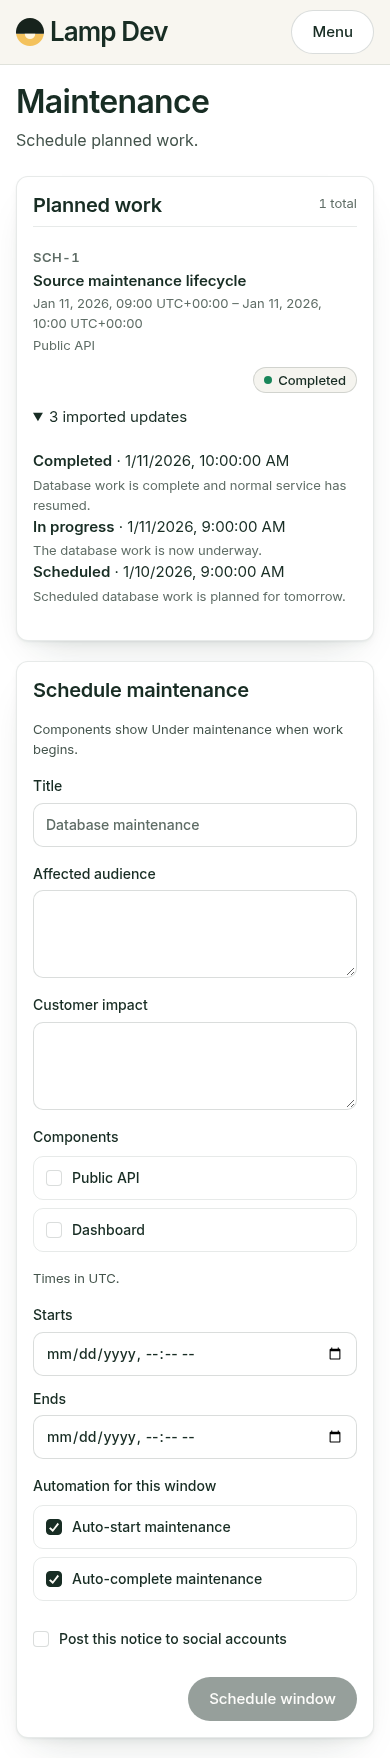 Lamp Dev
Menu
Maintenance
Schedule planned work.
Planned work
1 total
SCH-1
Source maintenance lifecycle
Jan 11, 2026, 09:00 UTC+00:00 – Jan 11, 2026,
10:00 UTC+00:00
Public API
Completed
▼ 3 imported updates
Completed · 1/11/2026, 10:00:00 AM
Database work is complete and normal service has
resumed.
In progress · 1/11/2026, 9:00:00 AM
The database work is now underway.
Scheduled · 1/10/2026, 9:00:00 AM
Scheduled database work is planned for tomorrow.
Schedule maintenance
Components show Under maintenance when work
begins.
Title
Database maintenance
Affected audience
Customer impact
Components
Public API
Dashboard
Times in UTC.
Starts
mm/dd/yyyy, --:-- --
Ends
mm/dd/yyyy, --:-- --
Automation for this window
Auto-start maintenance
Auto-complete maintenance
Post this notice to social accounts
Schedule window